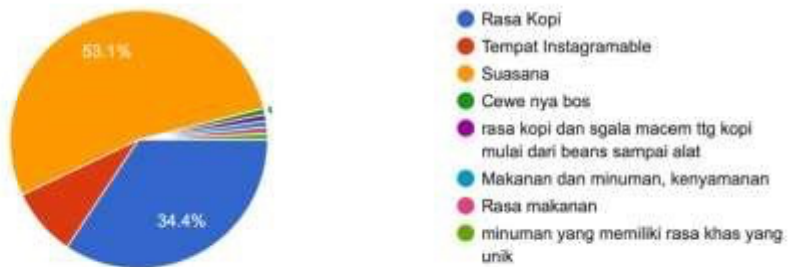 53.1%
34.4%
Rasa Kopi
Tempat Instagramable
Suasana
Cewe nya bos
rasa kopi dan sgala macem ttg kopi
mulai dari beans sampai alat
Makanan dan minuman, kenyamanan
Rasa makanan
minuman yang memiliki rasa khas yang
unik